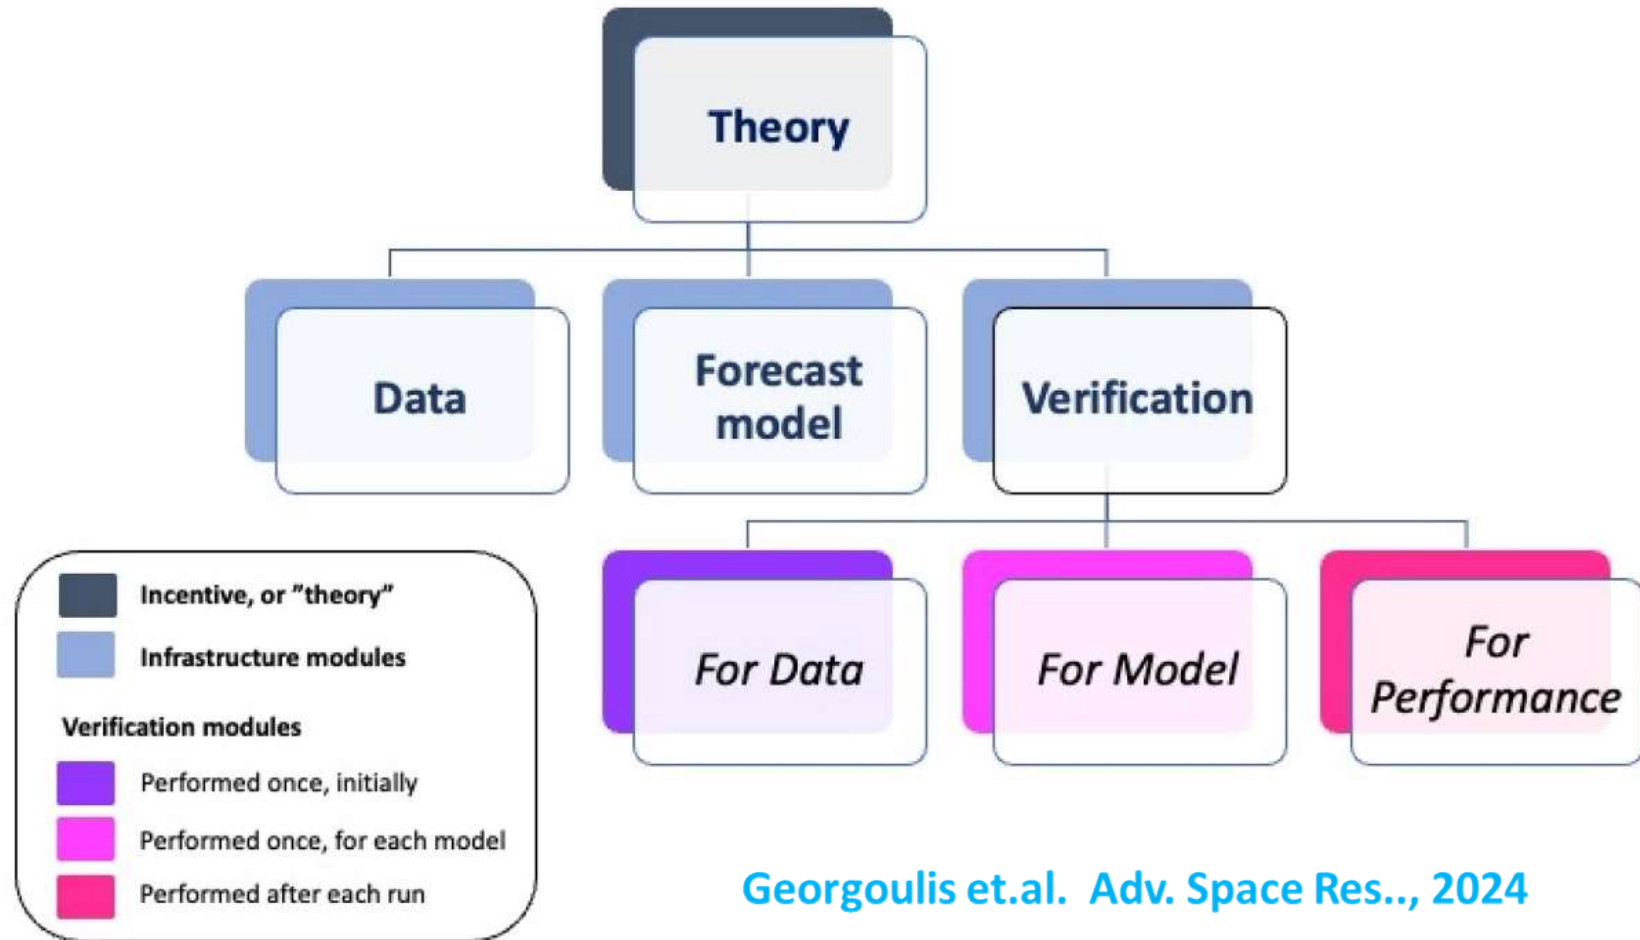 Theory
Data
Forecast
model
Verification
For Data
For Model
For
Performance
Incentive, or ”theory”
Infrastructure modules
Verification modules
Performed once, initially
Performed once, for each model
Performed after each run
Georgoulis et.al.  Adv. Space Res.., 2024